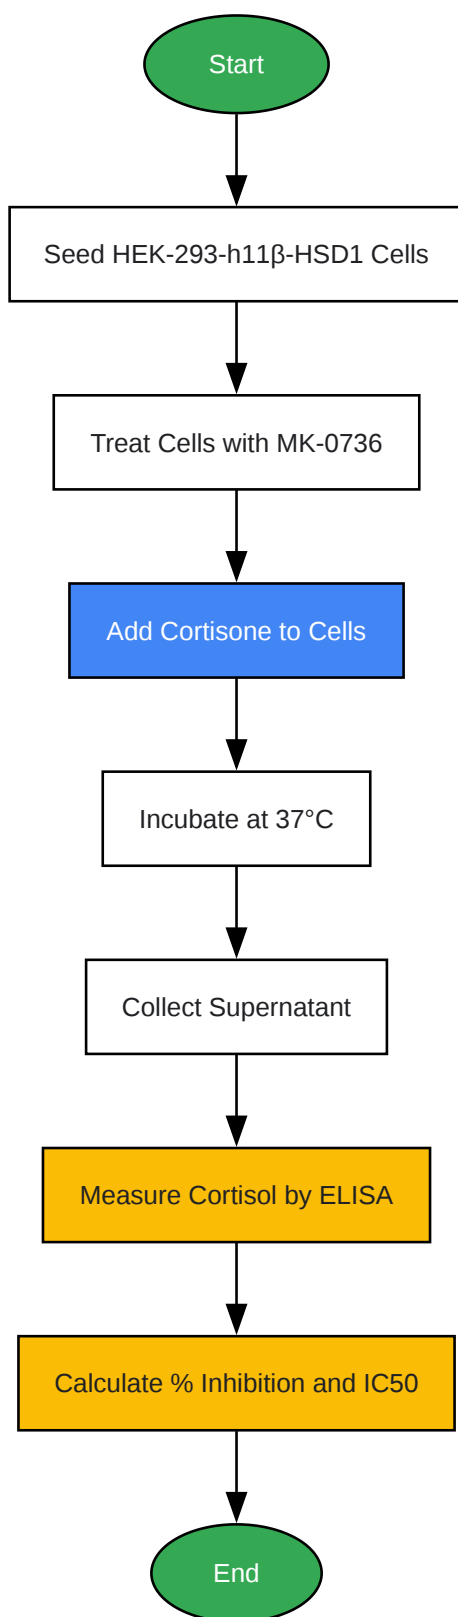 Start
Seed HEK-293-h11β-HSD1 Cells
Treat Cells with MK-0736
Add Cortisone to Cells
Incubate at 37°C
Collect Supernatant
Measure Cortisol by ELISA
Calculate % Inhibition and IC50
End